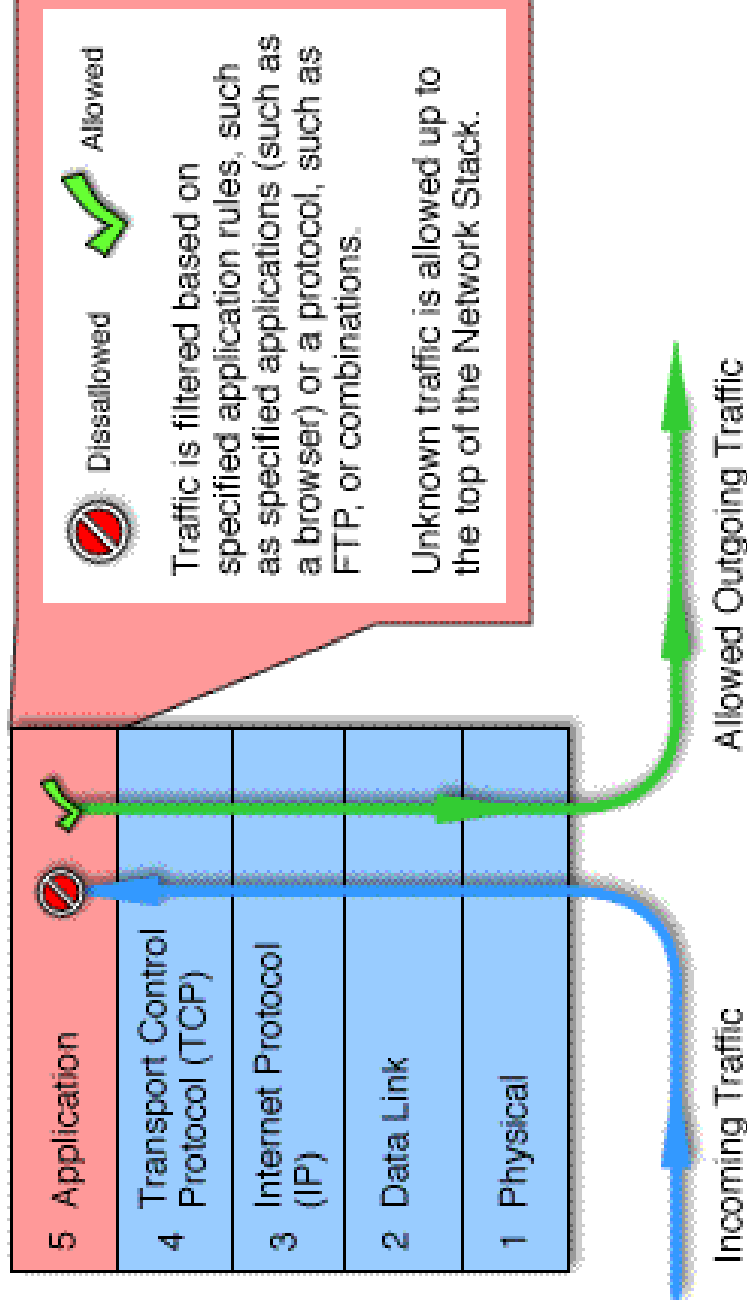 5 Application
4 Transport Control
Protocol (TCP)
3 Internet Protocol
(IP)
2 Data Link
1 Physical
Incoming Traffic
Allowed Outgoing Traffic
Dissallowed
Allowed
Traffic is filtered based on
specified application rules, such
as specified applications (such as
a browser) or a protocol, such as
FTP, or combinations.
Unknown traffic is allowed up to
the top of the Network Stack.